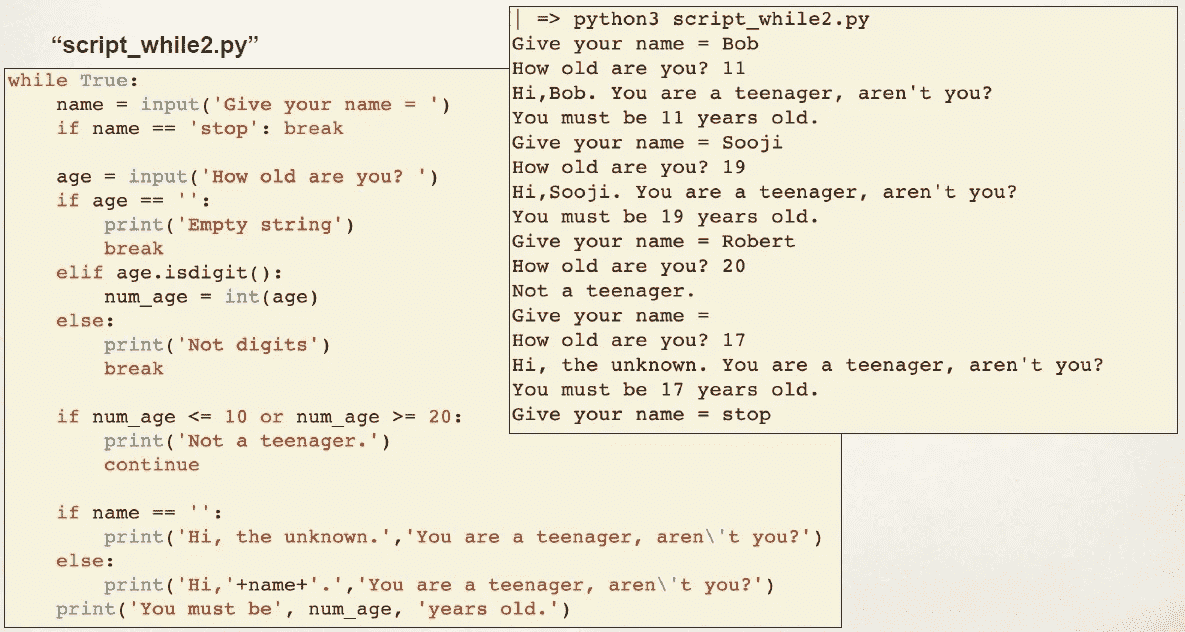 “script_while2.py”
while True:
    name = input('Give your name = ')
    if name == 'stop': break

    age = input('How old are you? ')
    if age == '':
        print('Empty string')
        break
    elif age.isdigit():
        num_age = int(age)
    else:
        print('Not digits')
        break

    if num_age <= 10 or num_age >= 20:
        print('Not a teenager.')
        continue

    if name == '':
        print('Hi, the unknown.','You are a teenager, aren\'t you?')
    else:
        print('Hi,'+name+'.','You are a teenager, aren\'t you?')
    print('You must be', num_age, 'years old.')
| => python3 script_while2.py
Give your name = Bob
How old are you? 11
Hi,Bob. You are a teenager, aren't you?
You must be 11 years old.
Give your name = Sooji
How old are you? 19
Hi,Sooji. You are a teenager, aren't you?
You must be 19 years old.
Give your name = Robert
How old are you? 20
Not a teenager.
Give your name =
How old are you? 17
Hi, the unknown. You are a teenager, aren't you?
You must be 17 years old.
Give your name = stop